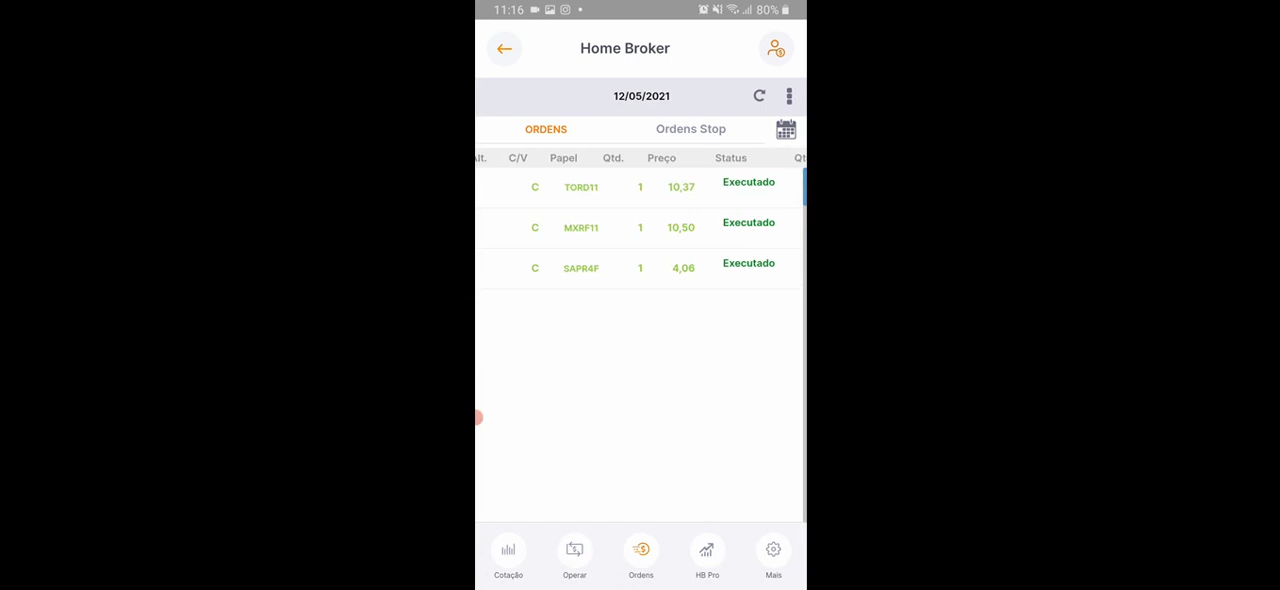 11:16 80%
Home Broker
12/05/2021
ORDENS Ordens Stop
lt. C/V Papel Qtd. Preço Status Qt
C TORD11 1 10,37 Executado
C MXRF11 1 10,50 Executado
C SAPR4F 1 4,06 Executado
Cotação Operar Ordens HB Pro Mais